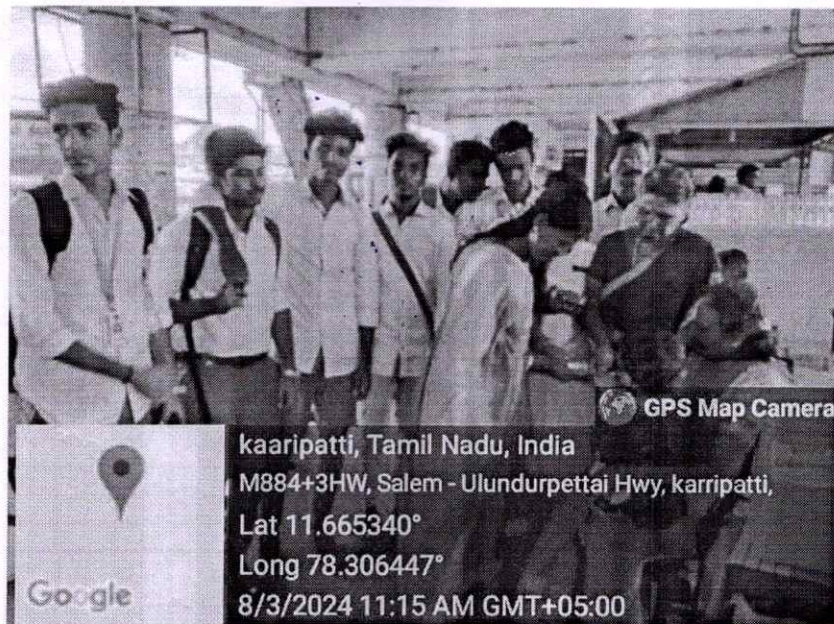 GPS Map Camera
kaaripatti, Tamil Nadu, India
M884+3HW, Salem - Ulundurpettai Hwy, karripatti,
Lat 11.665340°
Long 78.306447°
8/3/2024 11:15 AM GMT+05:00
Google